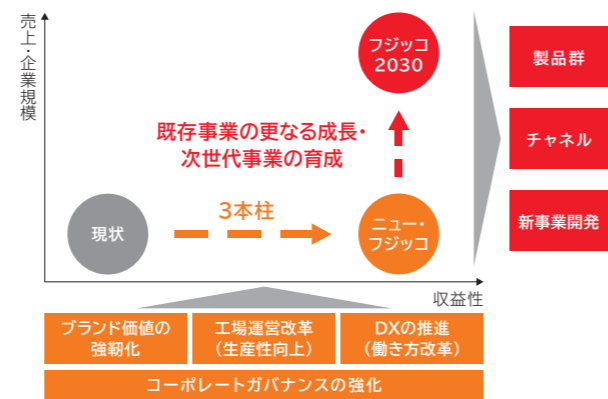 売上・企業規模
フジッコ
2030
既存事業の更なる成長・
次世代事業の育成
現状
3本柱
ニュー・
フジッコ
収益性
製品群
チャネル
新事業開発
ブランド価値の
強靭化
工場運営改革
（生産性向上）
DXの推進
（働き方改革）
コーポレートガバナンスの強化